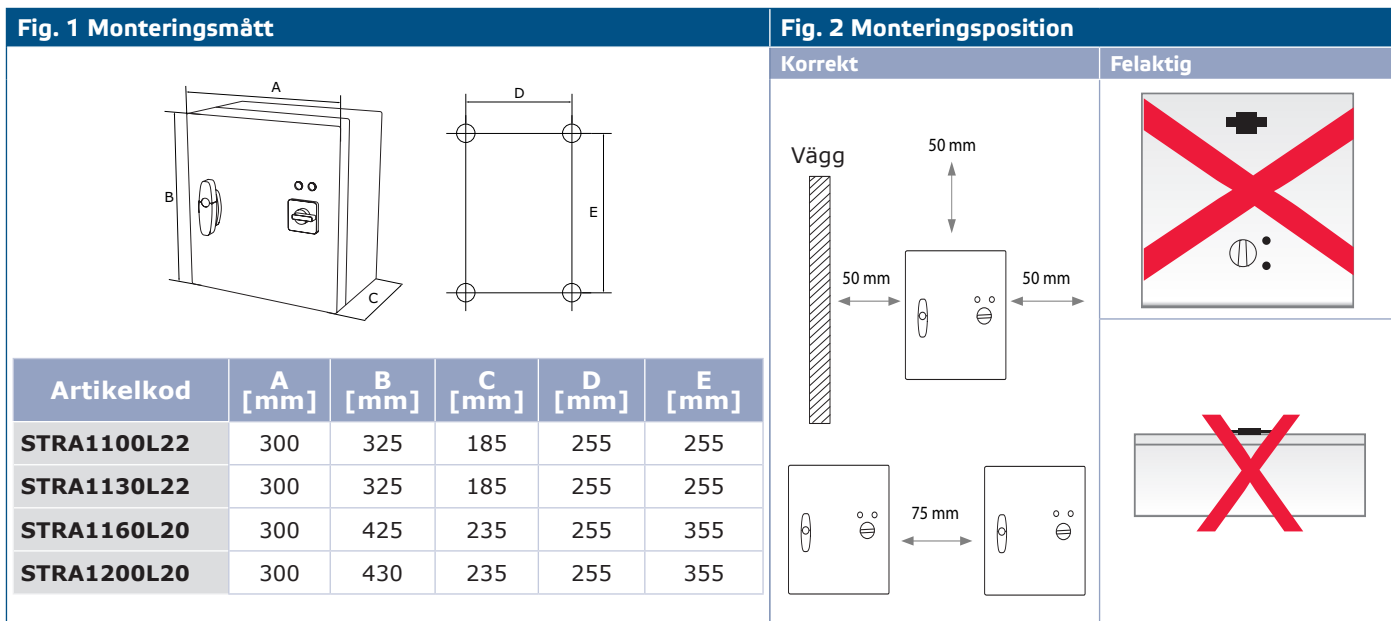 Fig. 1 Monteringsmått
A
B
C
D
E
Artikelkod A [mm] B [mm] C [mm] D [mm] E [mm]
STRA1100L22 300 325 185 255 255
STRA1130L22 300 325 185 255 255
STRA1160L20 300 425 235 255 355
STRA1200L20 300 430 235 255 355
Fig. 2 Monteringsposition
Korrekt
Vägg
50 mm
50 mm
50 mm
75 mm
Felaktig